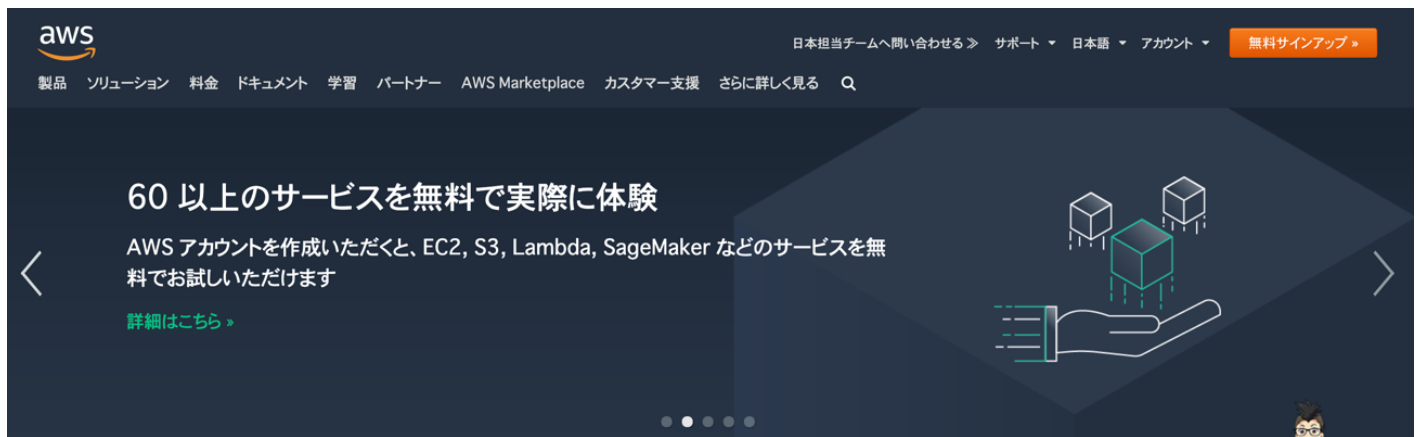 aws
日本担当チームへ問い合わせる ≫ サポート 日本語 アカウント 無料サインアップ »
製品 ソリューション 料金 ドキュメント 学習 パートナー AWS Marketplace カスタマー支援 さらに詳しく見る
60 以上のサービスを無料で実際に体験
AWS アカウントを作成いただくと、EC2, S3, Lambda, SageMaker などのサービスを無
料でお試しいただけます
詳細はこちら »